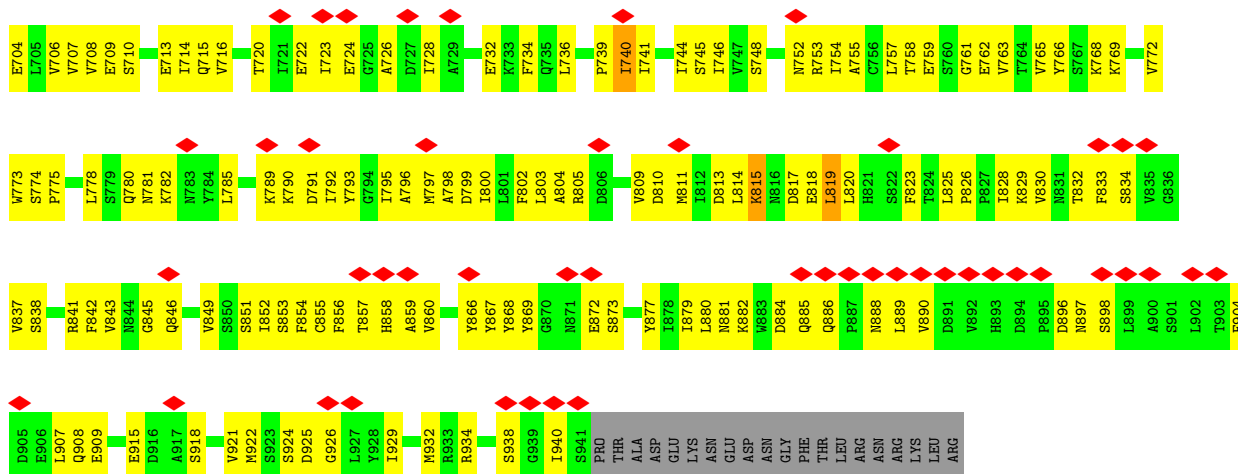 E704 L705 V706 V707 V708 E709 S710 E713 I714 Q715 V716 T720 I721 E722 I723 E724 G725 A726 D727 I728 A729 E732 K733 F734 Q735 L736 P739 I740 I741 I744 S745 I746 V747 S748 N752 R753 I754 A755 C756 L757 T758 E759 S760 G761 E762 V763 T764 V765 Y766 S767 K768 K769 V772
W773 S774 P775 L778 S779 Q780 N781 K782 N783 Y784 L785 K789 K790 D791 I792 Y793 G794 I795 A796 M797 A798 D799 I800 L801 F802 L803 A804 R805 D806 V809 D810 M811 I812 D813 L814 K815 N816 D817 E818 L819 L820 H821 S822 F823 T824 L825 P826 P827 I828 K829 V830 N831 T832 F833 S834 V835 G836
V837 S838 R841 F842 V843 N844 G845 Q846 V849 S850 S851 I852 S853 F854 C855 F856 T857 H858 A859 V860 Y866 Y867 Y868 Y869 G870 N871 E872 S873 Y877 I878 I879 L880 N881 K882 W883 D884 Q885 Q886 P887 N888 L889 V890 D891 V892 H893 D894 P895 D896 N897 S898 L899 A900 S901 L902 T903 E904
D905 E906 L907 Q908 E909 E915 D916 A917 S918 V921 M922 S923 S924 D925 G926 L927 Y928 I929 M932 R933 R934 S938 G939 I940 S941 PRO THR ALA ASP GLU LYS ASN GLU ASP ASN GLY PHE THR LEU ARG ASN ARG LYS LEU ARG